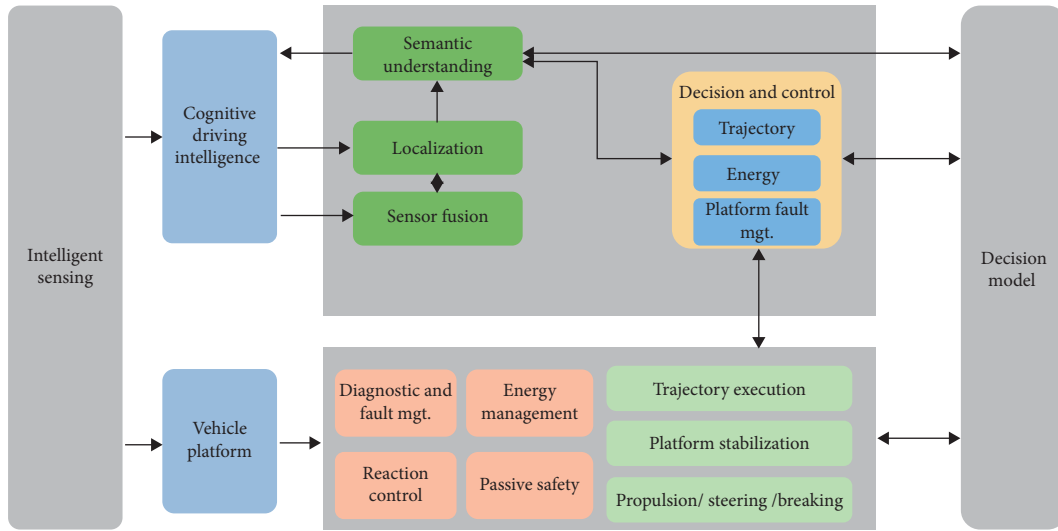 Intelligent
sensing
Cognitive
driving
intelligence
Semantic
understanding
Localization
Sensor fusion
Decision and control
Trajectory
Energy
Platform fault
mgt.
Decision
model
Vehicle
platform
Diagnostic and
fault mgt.
Energy
management
Reaction
control
Passive safety
Trajectory execution
Platform stabilization
Propulsion/ steering /breaking